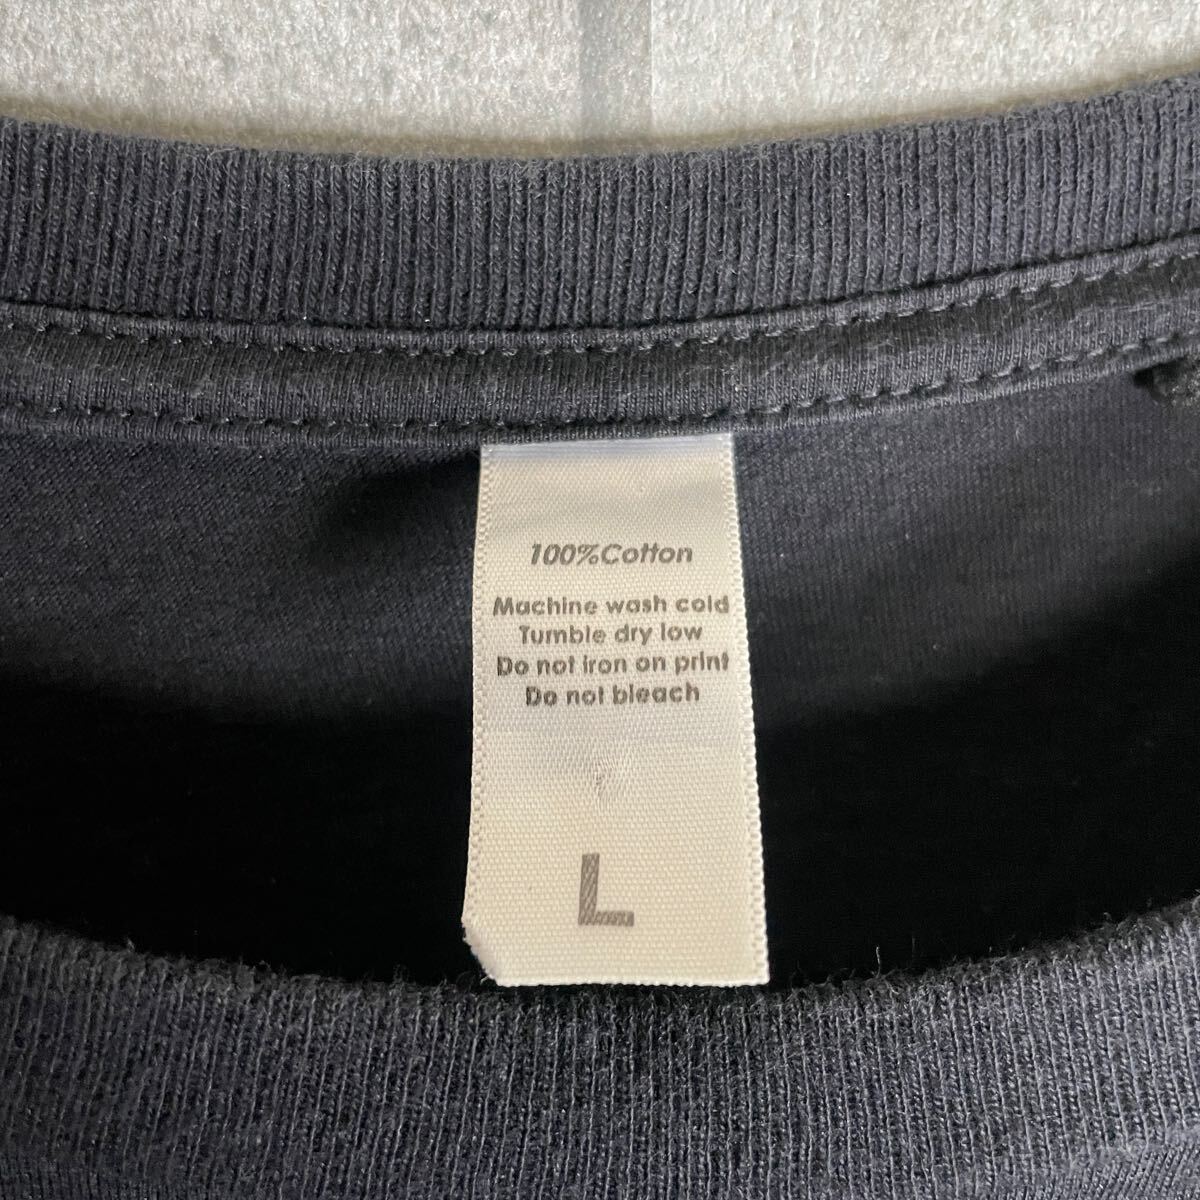 100%Cotton
Machine wash cold
Tumble dry low
Do not iron on print
Do not bleach
L